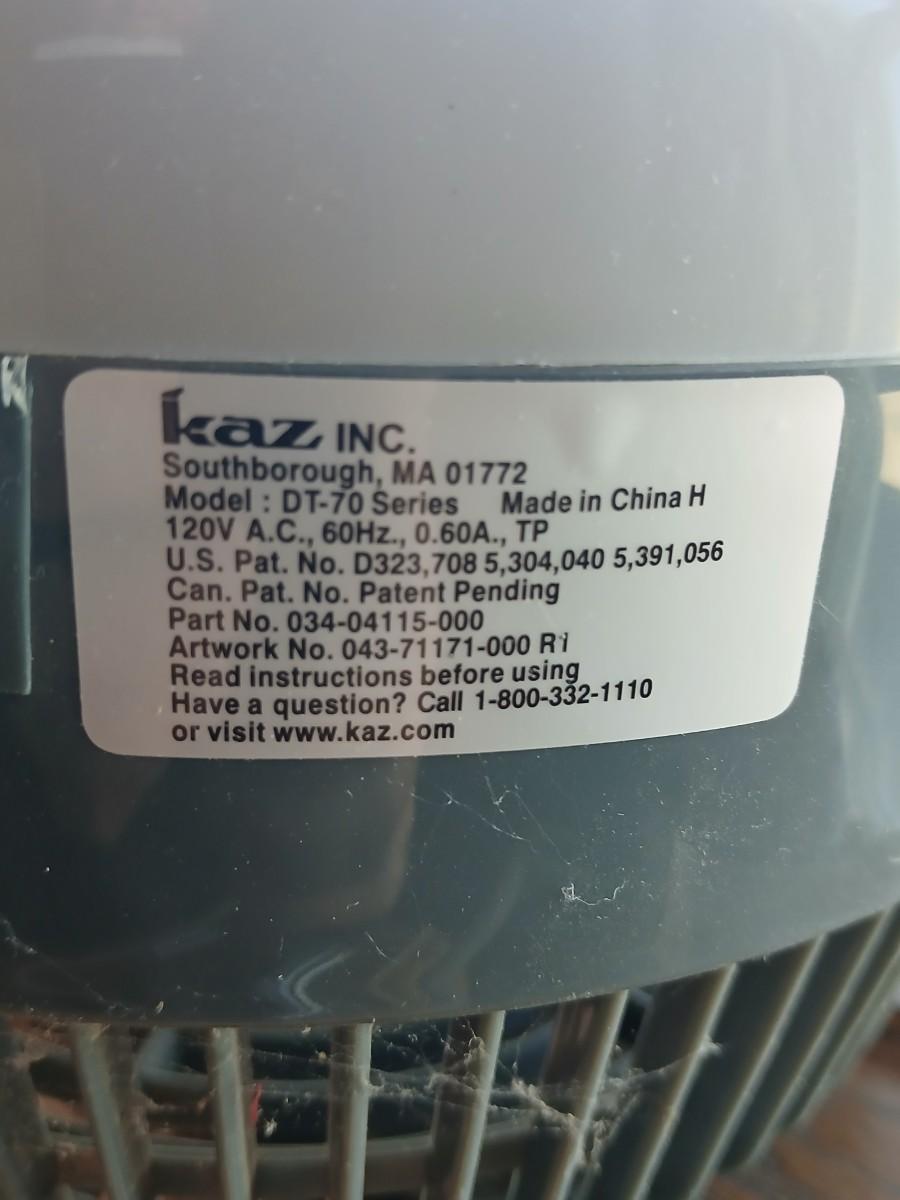 kaz INC.
Southborough, MA 01772
Model : DT-70 Series Made in China H
120V A.C., 60Hz., 0.60A., TP
U.S. Pat. No. D323,708 5,304,040 5,391,056
Can. Pat. No. Patent Pending
Part No. 034-04115-000
Artwork No. 043-71171-000 R1
Read instructions before using
Have a question? Call 1-800-332-1110
or visit www.kaz.com